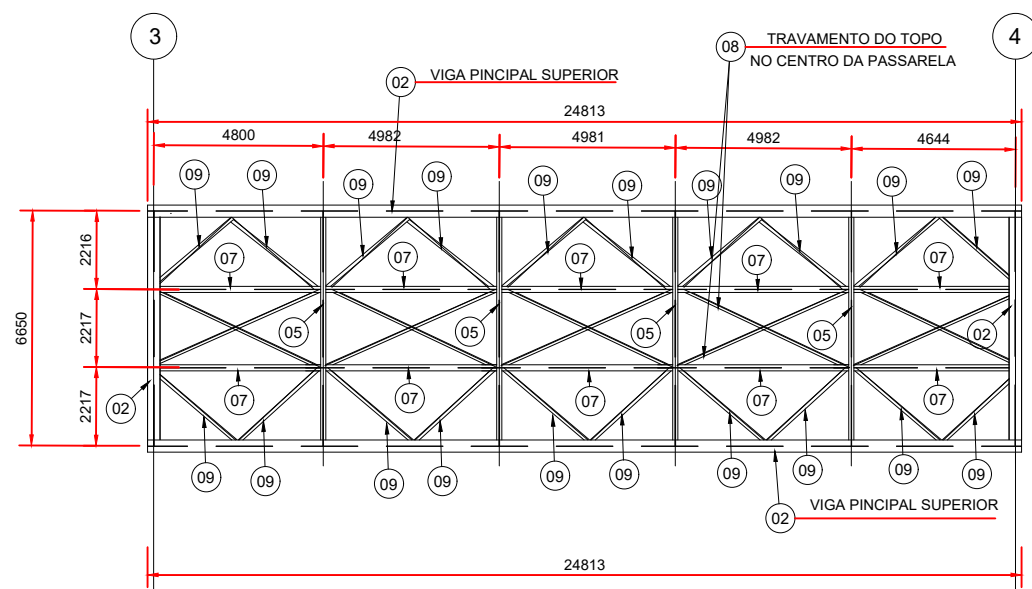 3
4
08 TRAVAMENTO DO TOPO
NO CENTRO DA PASSARELA
02 VIGA PINCIPAL SUPERIOR
24813
4800 4982 4981 4982 4644
09 09 09 09 09 09 09 09 09 09
2216
07 07 07 07 07
6650
2217
05 05 05 05 02
2217
02
07 07 07 07 07
09 09 09 09 09 09 09 09 09 09
VIGA PINCIPAL SUPERIOR
02
24813